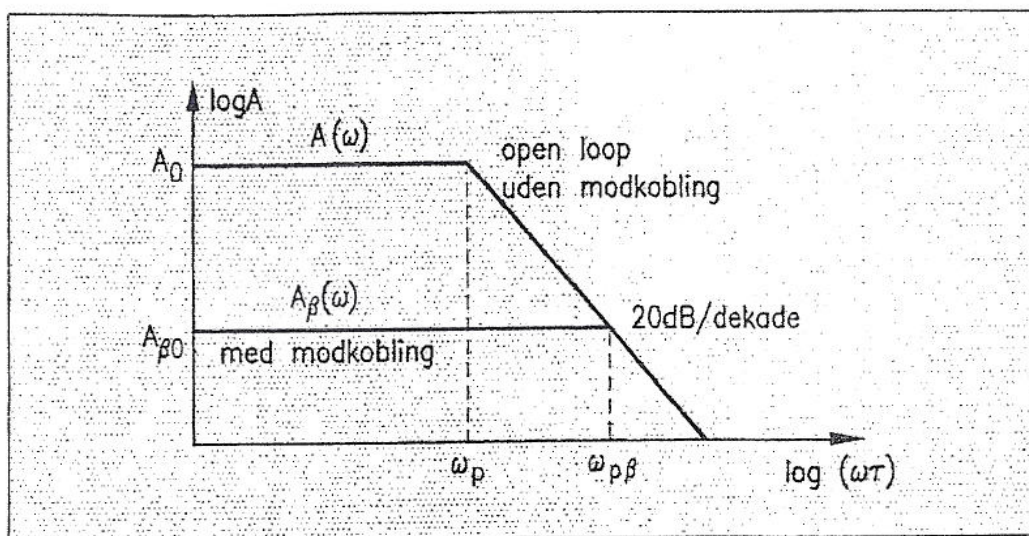 logA
A(ω)
open loop
uden modkobling
A₀
Aᵦ(ω)
20dB/dekade
Aᵦ₀
med modkobling
ωₚ
ωₚᵦ
log (ωτ)